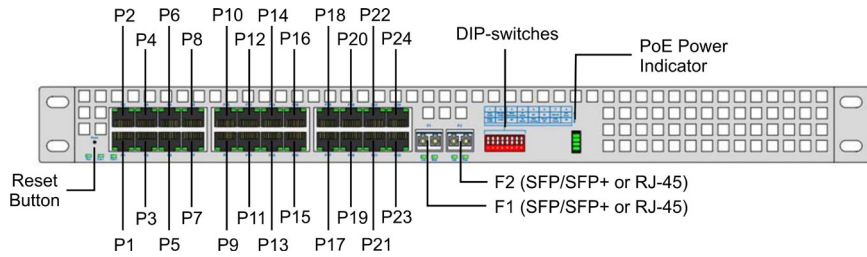 P2 P6 P10 P14 P18 P22
P4 P8 P12 P16 P20 P24
DIP-switches
PoE Power
Indicator
Reset
Button
F2 (SFP/SFP+ or RJ-45)
F1 (SFP/SFP+ or RJ-45)
P3 P7 P11 P15 P19 P23
P1 P5 P9 P13 P17 P21